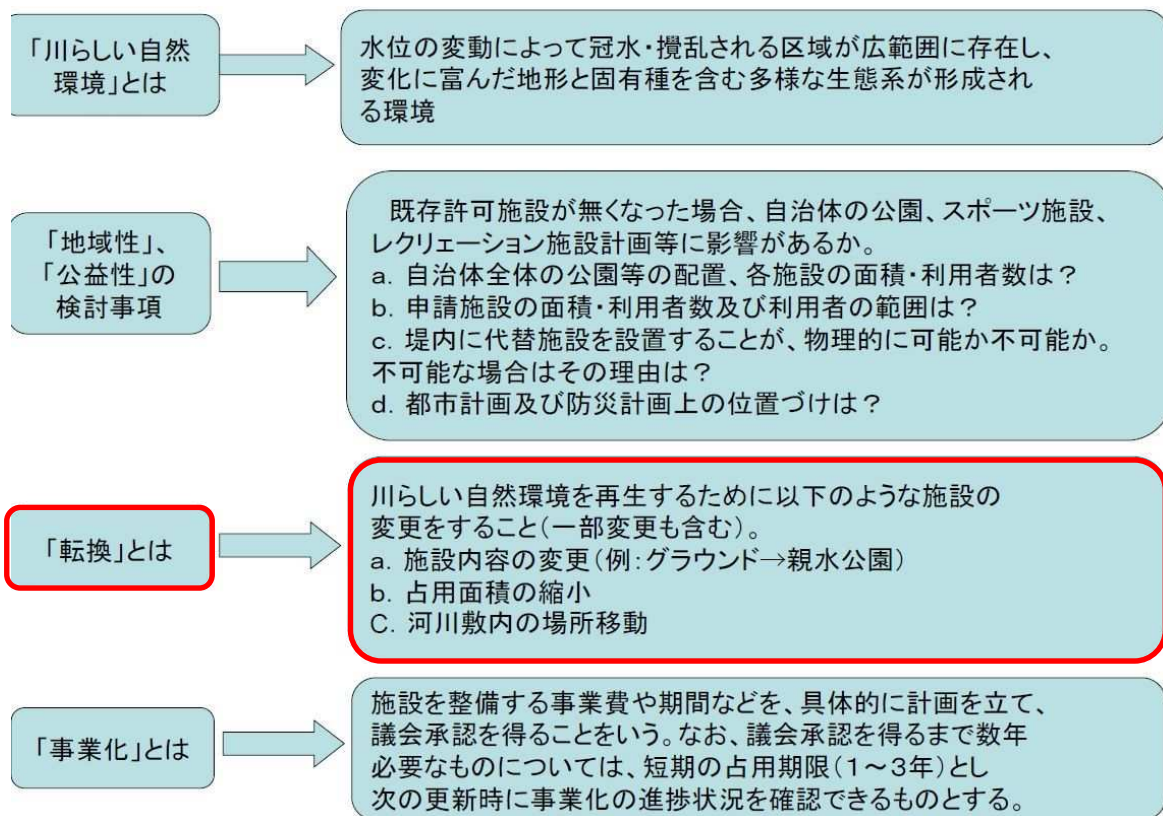 「川らしい自然
環境」とは
水位の変動によって冠水・攪乱される区域が広範囲に存在し、
変化に富んだ地形と固有種を含む多様な生態系が形成され
る環境
「地域性」、
「公益性」の
検討事項
既存許可施設が無くなった場合、自治体の公園、スポーツ施設、
レクリェーション施設計画等に影響があるか。
a. 自治体全体の公園等の配置、各施設の面積・利用者数は？
b. 申請施設の面積・利用者数及び利用者の範囲は？
c. 堤内に代替施設を設置することが、物理的に可能か不可能か。
不可能な場合はその理由は？
d. 都市計画及び防災計画上の位置づけは？
「転換」とは
川らしい自然環境を再生するために以下のような施設の
変更をすること（一部変更も含む）。
a. 施設内容の変更（例：グラウンド→親水公園）
b. 占用面積の縮小
C. 河川敷内の場所移動
「事業化」とは
施設を整備する事業費や期間などを、具体的に計画を立て、
議会承認を得ることをいう。なお、議会承認を得るまで数年
必要なものについては、短期の占用期限（１～３年）とし
次の更新時に事業化の進捗状況を確認できるものとする。